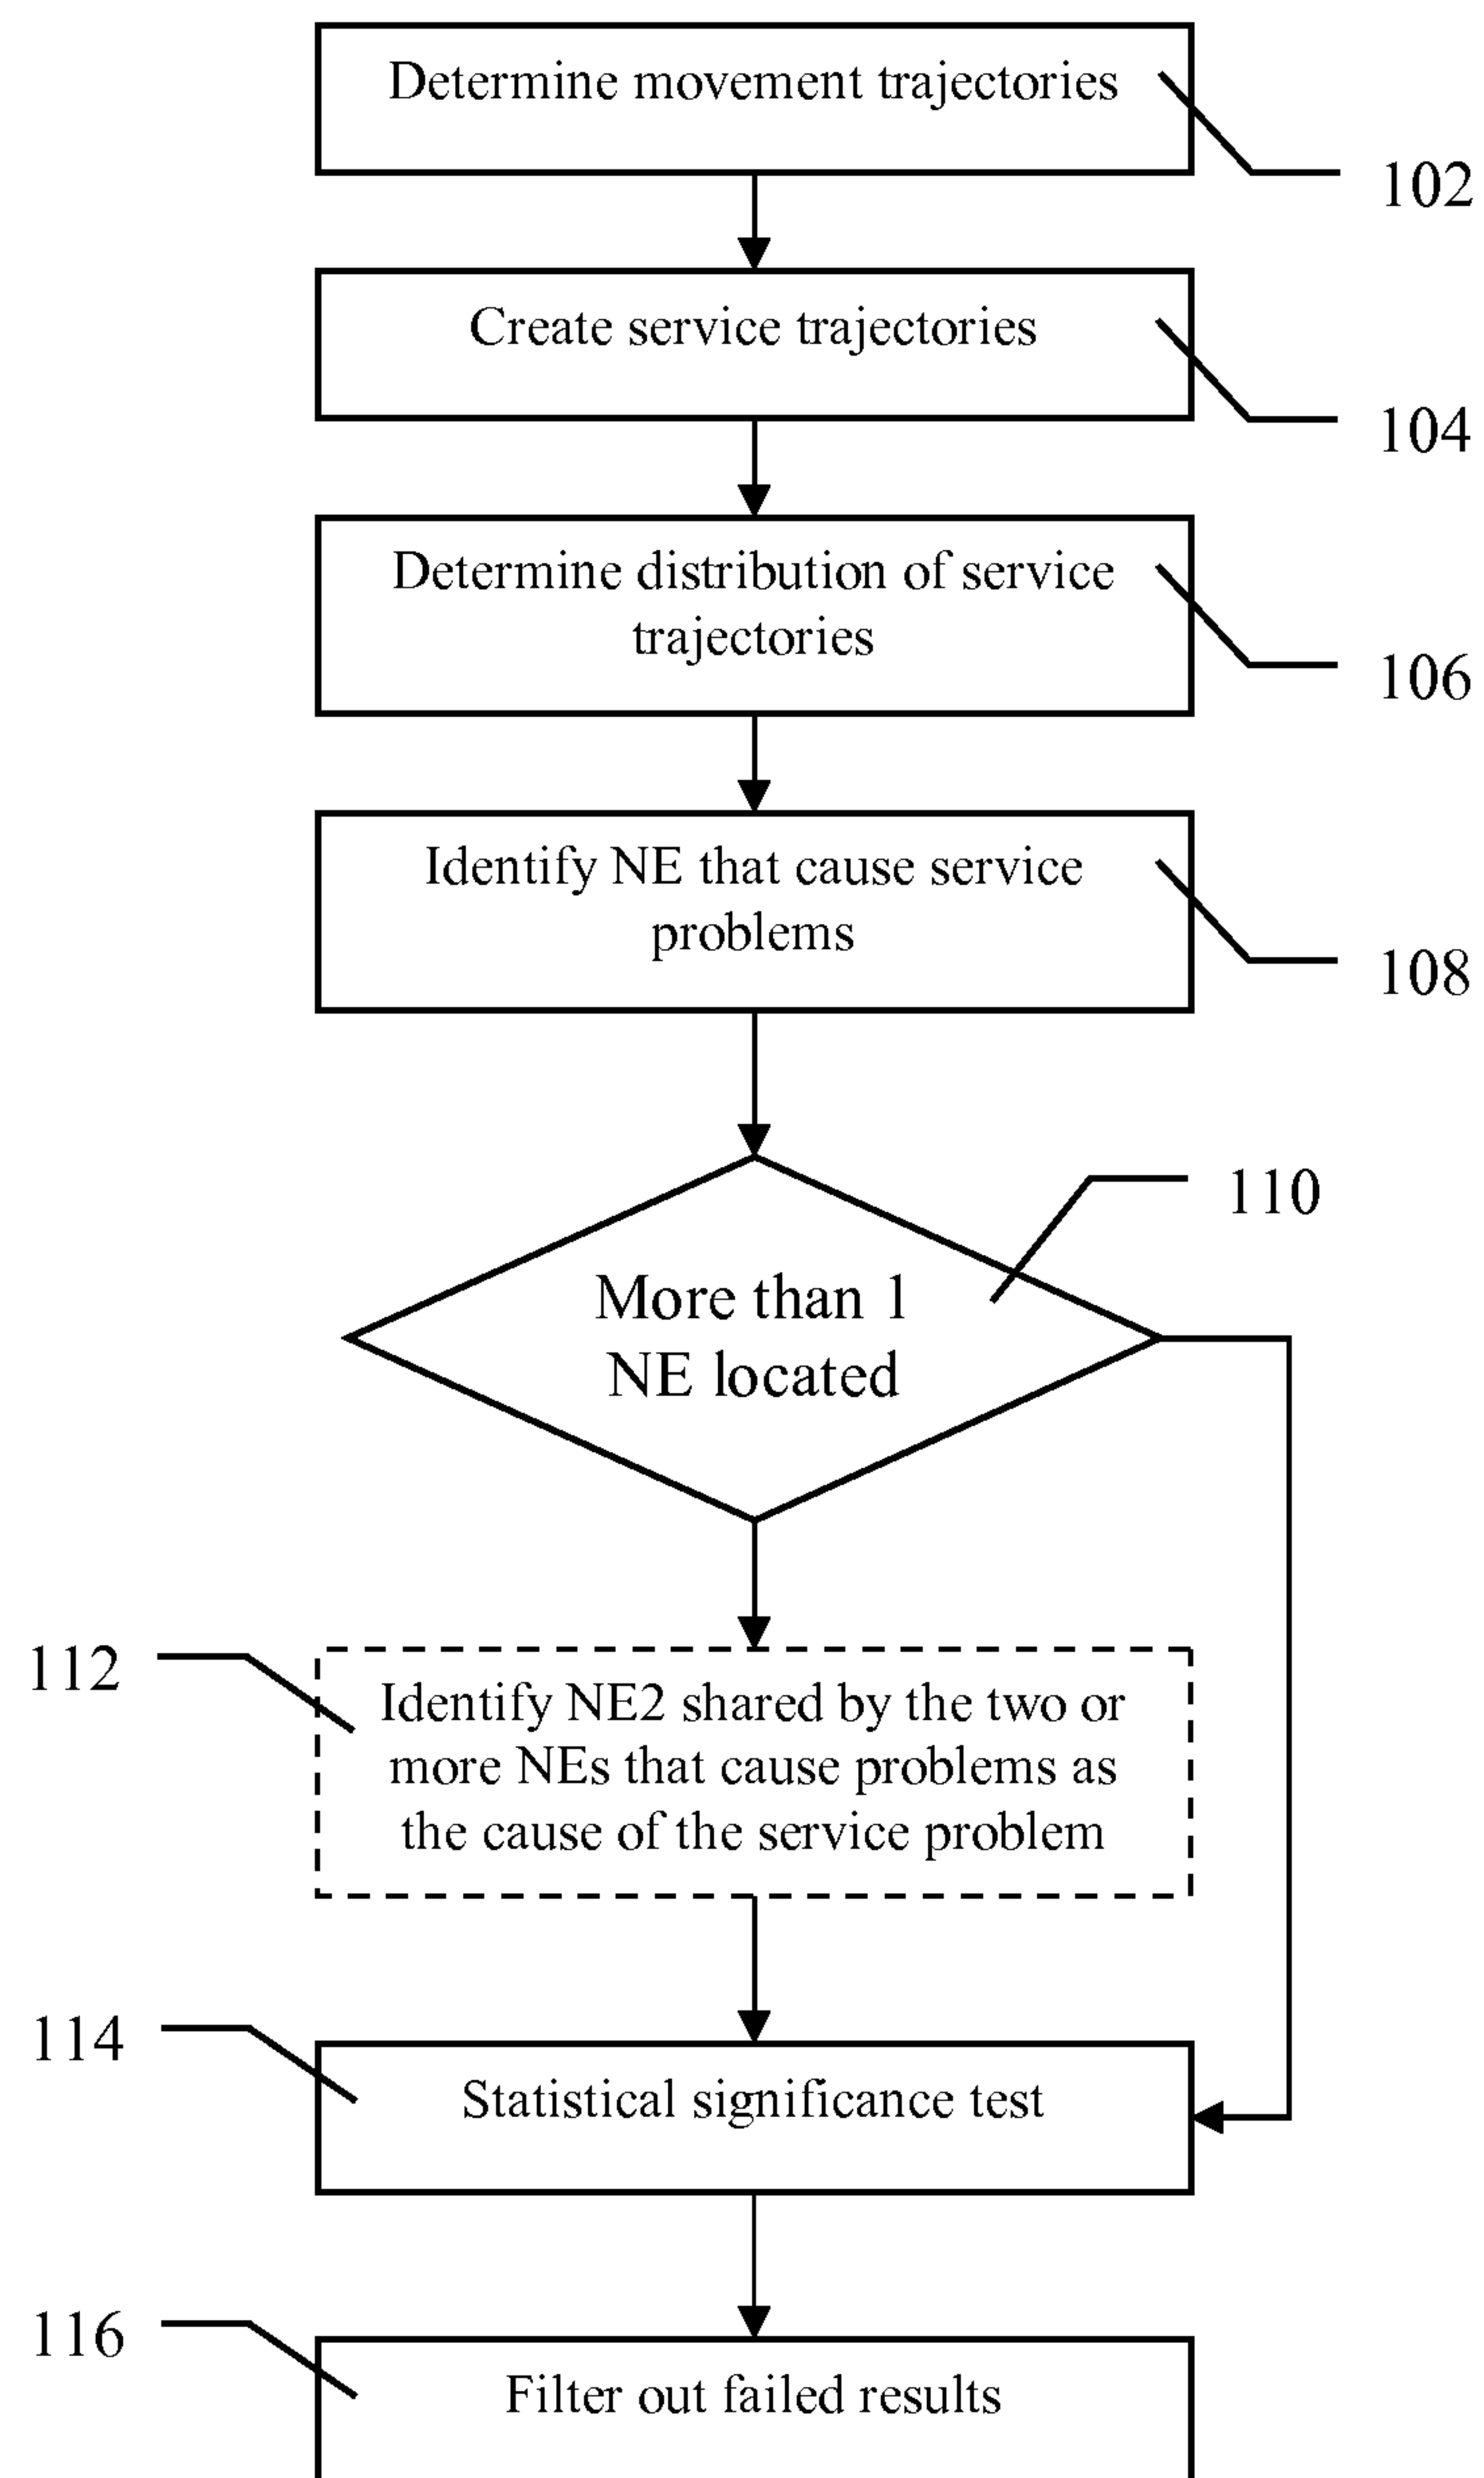 Determine movement trajectories
102
Create service trajectories
104
Determine distribution of service
trajectories
106
Identify NE that cause service
problems
108
110
More than 1
NE located
112
Identify NE2 shared by the two or
more NEs that cause problems as
the cause of the service problem
114
Statistical significance test
116
Filter out failed results